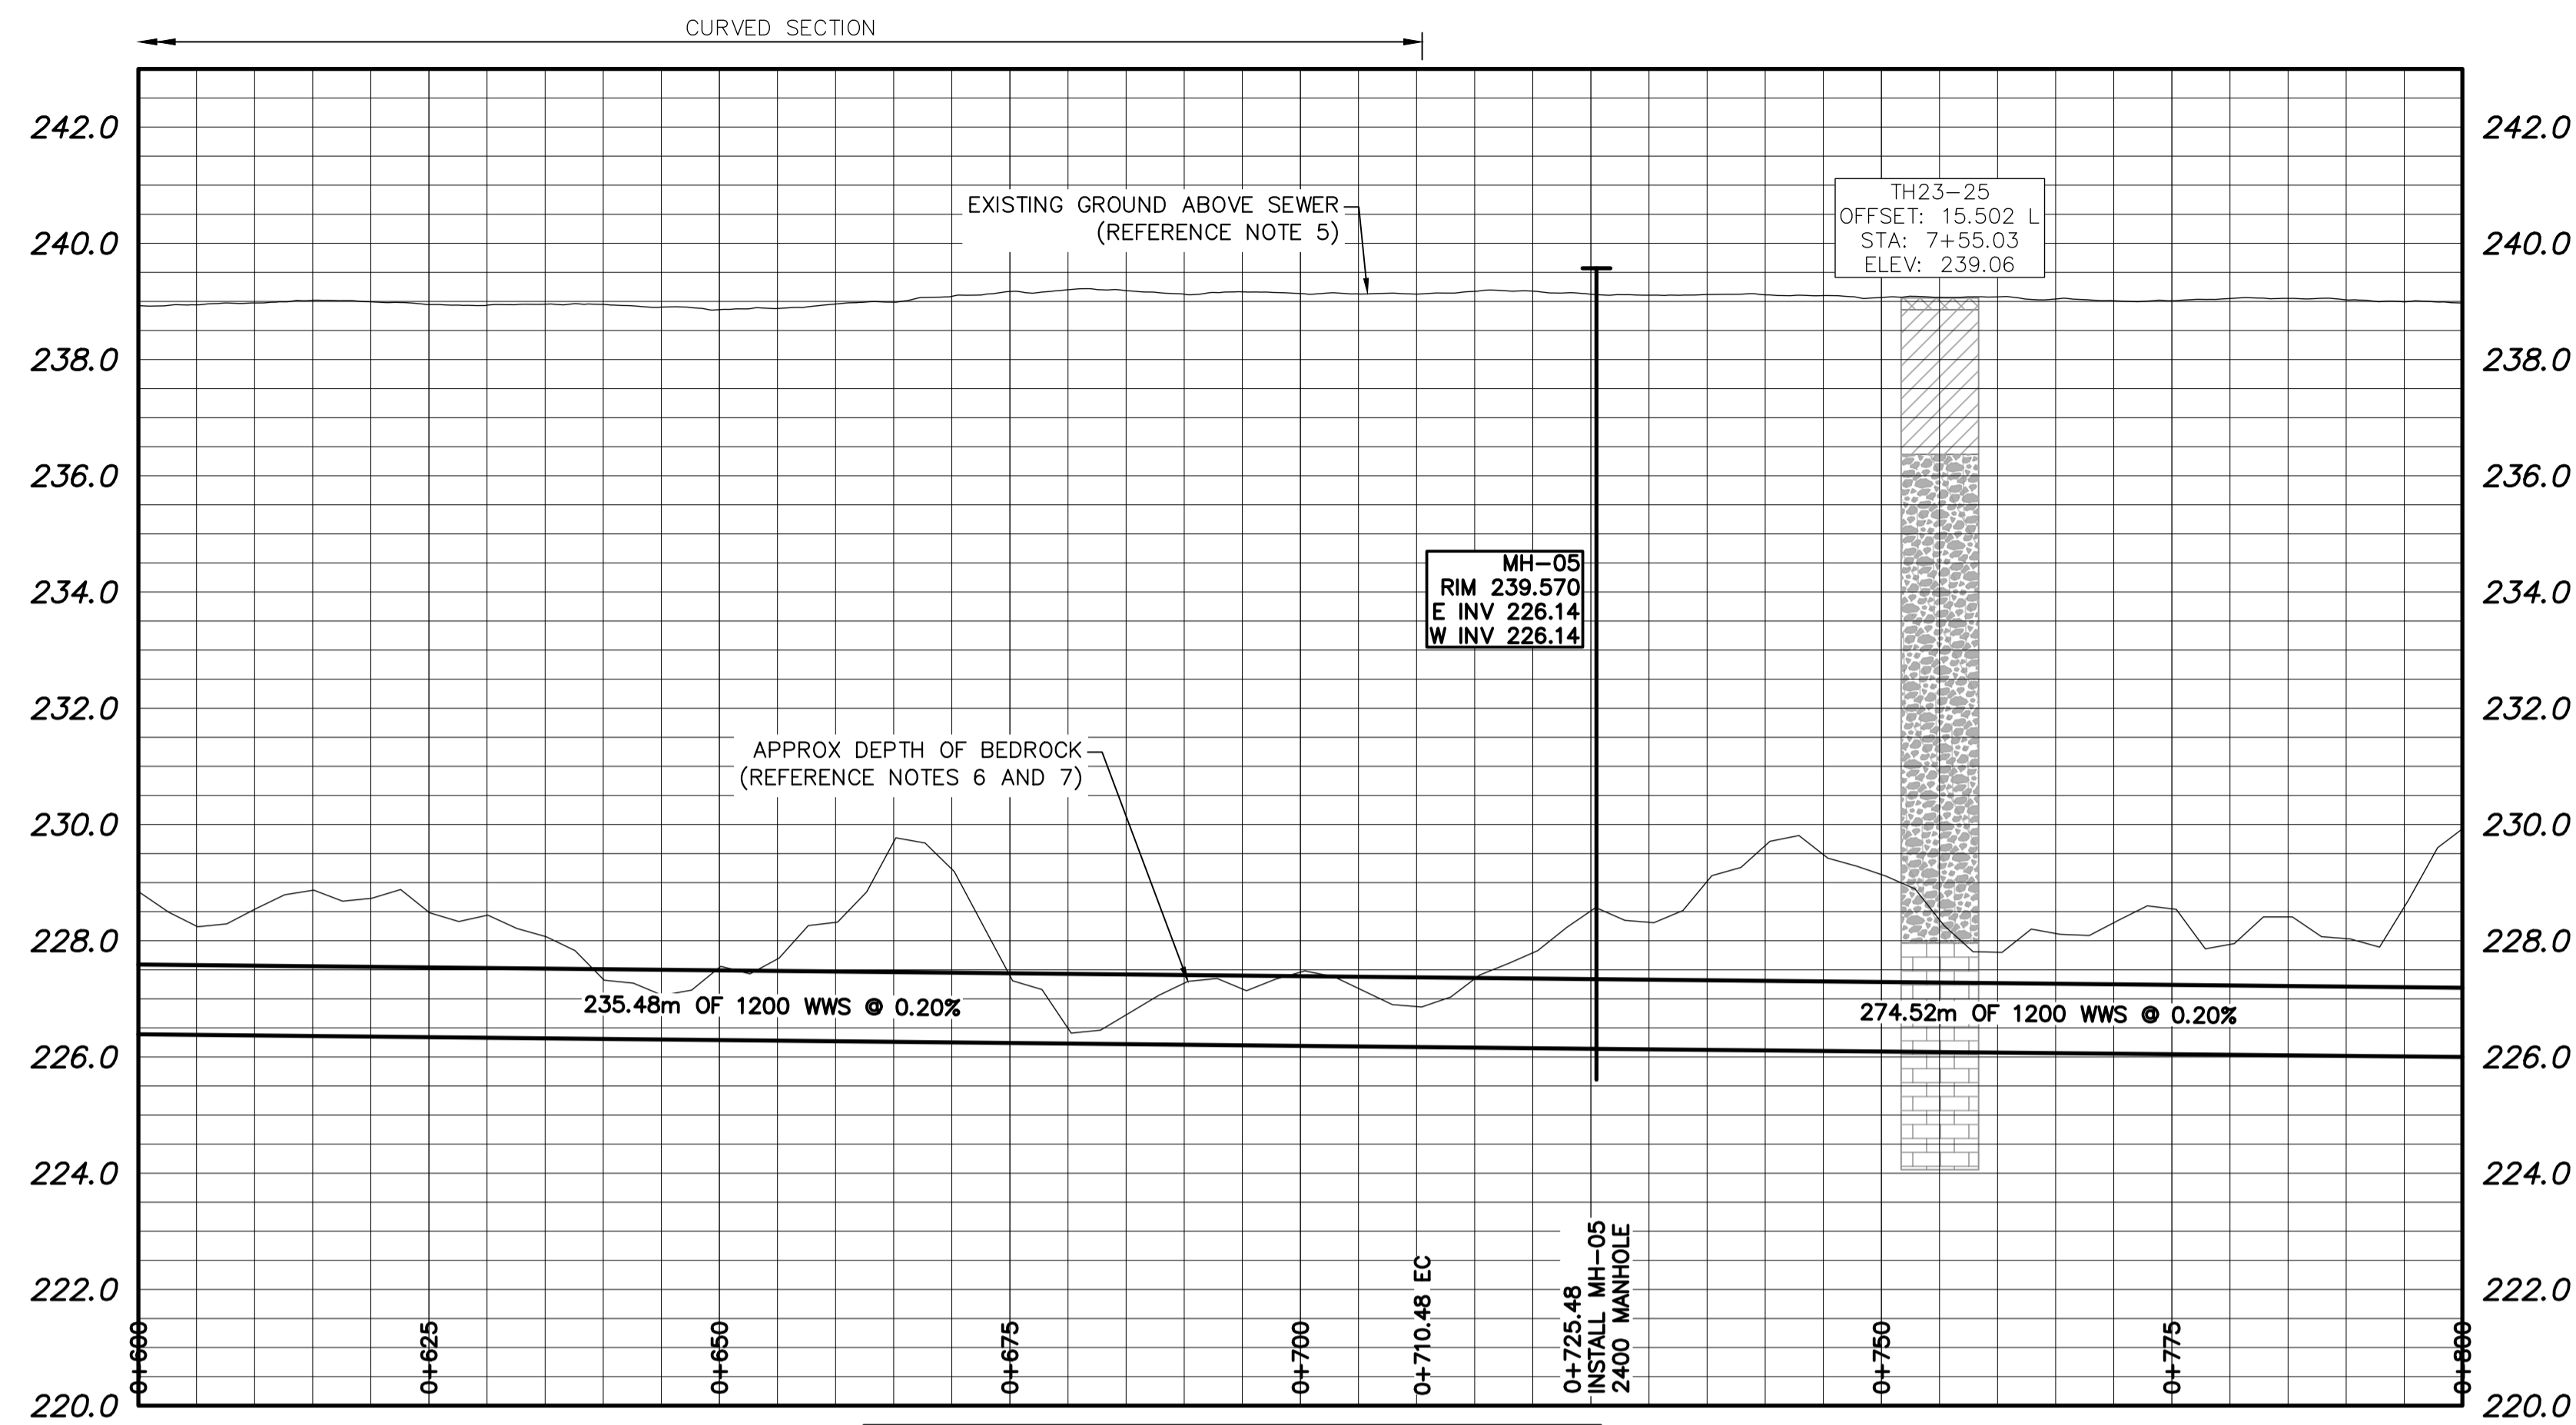 CURVED SECTION
242.0
242.0
EXISTING GROUND ABOVE SEWER
(REFERENCE NOTE 5)
TH23-25
OFFSET: 15.502 L
STA: 7+55.03
ELEV: 239.06
240.0
240.0
238.0
238.0
236.0
236.0
MH-05
RIM 239.570
E INV 226.14
W INV 226.14
234.0
234.0
232.0
232.0
APPROX DEPTH OF BEDROCK
(REFERENCE NOTES 6 AND 7)
230.0
230.0
228.0
228.0
235.48m OF 1200 WWS @ 0.20%
274.52m OF 1200 WWS @ 0.20%
226.0
226.0
224.0
224.0
222.0
222.0
0+600
0+625
0+650
0+675
0+700
0+710.48 EC
0+725.48
INSTALL MH-05
2400 MANHOLE
0+750
0+775
0+800
220.0
220.0